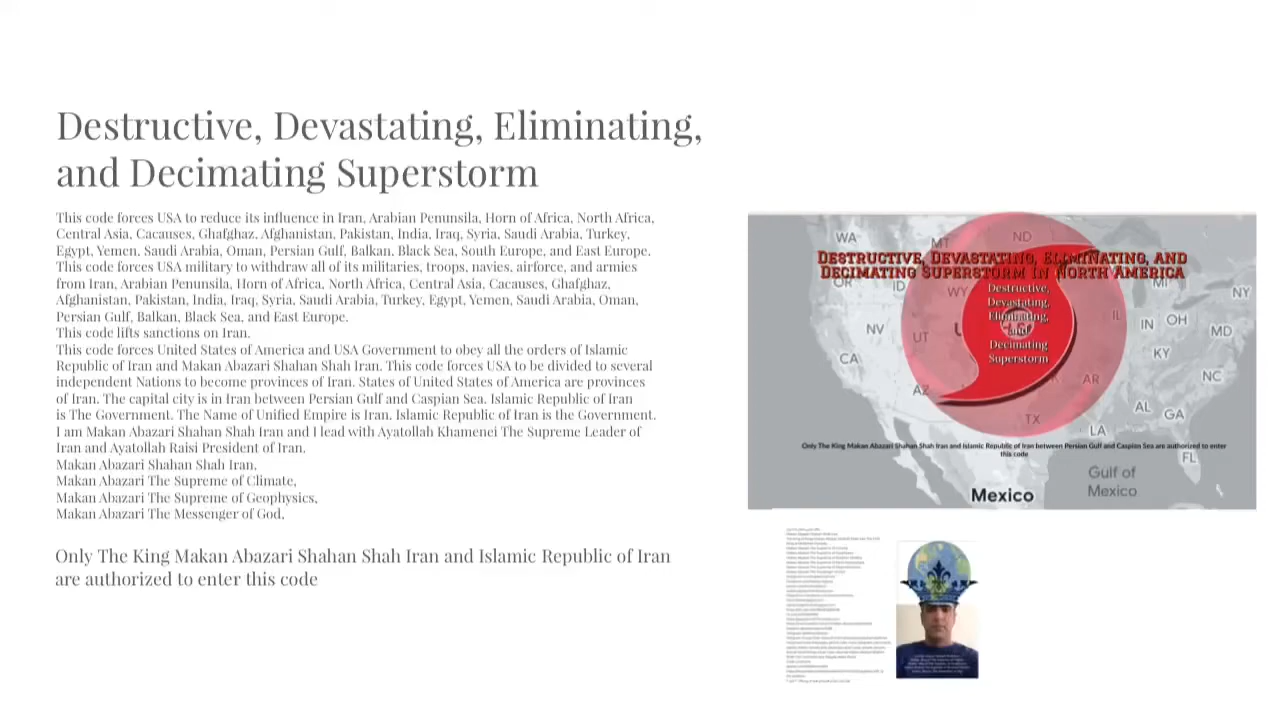 Destructive, Devastating, Eliminating,
and Decimating Superstorm
This code forces USA to reduce its influence in Iran, Arabian Penunsila, Horn of Africa, North Africa,
Central Asia, Cacauses, Ghafghaz, Afghanistan, Pakistan, India, Iraq, Syria, Saudi Arabia, Turkey,
Egypt, Yemen, Saudi Arabia, Oman, Persian Gulf, Balkan, Black Sea, South Europe, and East Europe.
This code forces USA military to withdraw all of its militaries, troops, navies, airforce, and armies
from Iran, Arabian Penunsila, Horn of Africa, North Africa, Central Asia, Cacauses, Ghafghaz,
Afghanistan, Pakistan, India, Iraq, Syria, Saudi Arabia, Turkey, Egypt, Yemen, Saudi Arabia, Oman,
Persian Gulf, Balkan, Black Sea, and East Europe.
This code lifts sanctions on Iran.
This code forces United States of America and USA Government to obey all the orders of Islamic
Republic of Iran and Makan Abazari Shahan Shah Iran. This code forces USA to be divided to several
independent Nations to become provinces of Iran. States of United States of America are provinces
of Iran. The capital city is in Iran between Persian Gulf and Caspian Sea. Islamic Republic of Iran
is The Government. The Name of Unified Empire is Iran. Islamic Republic of Iran is the Government.
I am Makan Abazari Shahan Shah Iran and I lead with Ayatollah Khamenei The Supreme Leader of
Iran and Ayatollah Raisi President of Iran.
Makan Abazari Shahan Shah Iran,
Makan Abazari The Supreme of Climate,
Makan Abazari The Supreme of Geophysics,
Makan Abazari The Messenger of God,
Only The King Makan Abazari Shahan Shah Iran and Islamic Republic of Iran
are authorized to enter this code
WA
MT
ND
Destructive, Devastating, Eliminating, and
Decimating Superstorm in North America
OR
ID
WY
MI
NY
Destructive,
Devastating,
Eliminating,
and
Decimating
Superstorm
NV
UT
IL
IN
OH
MD
CA
KY
AZ
AR
NC
TX
LA
AL
GA
Only The King Makan Abazari Shahan Shah Iran and Islamic Republic of Iran between Persian Gulf and Caspian Sea are authorized to enter
this code
FL
Gulf of
Mexico
Mexico